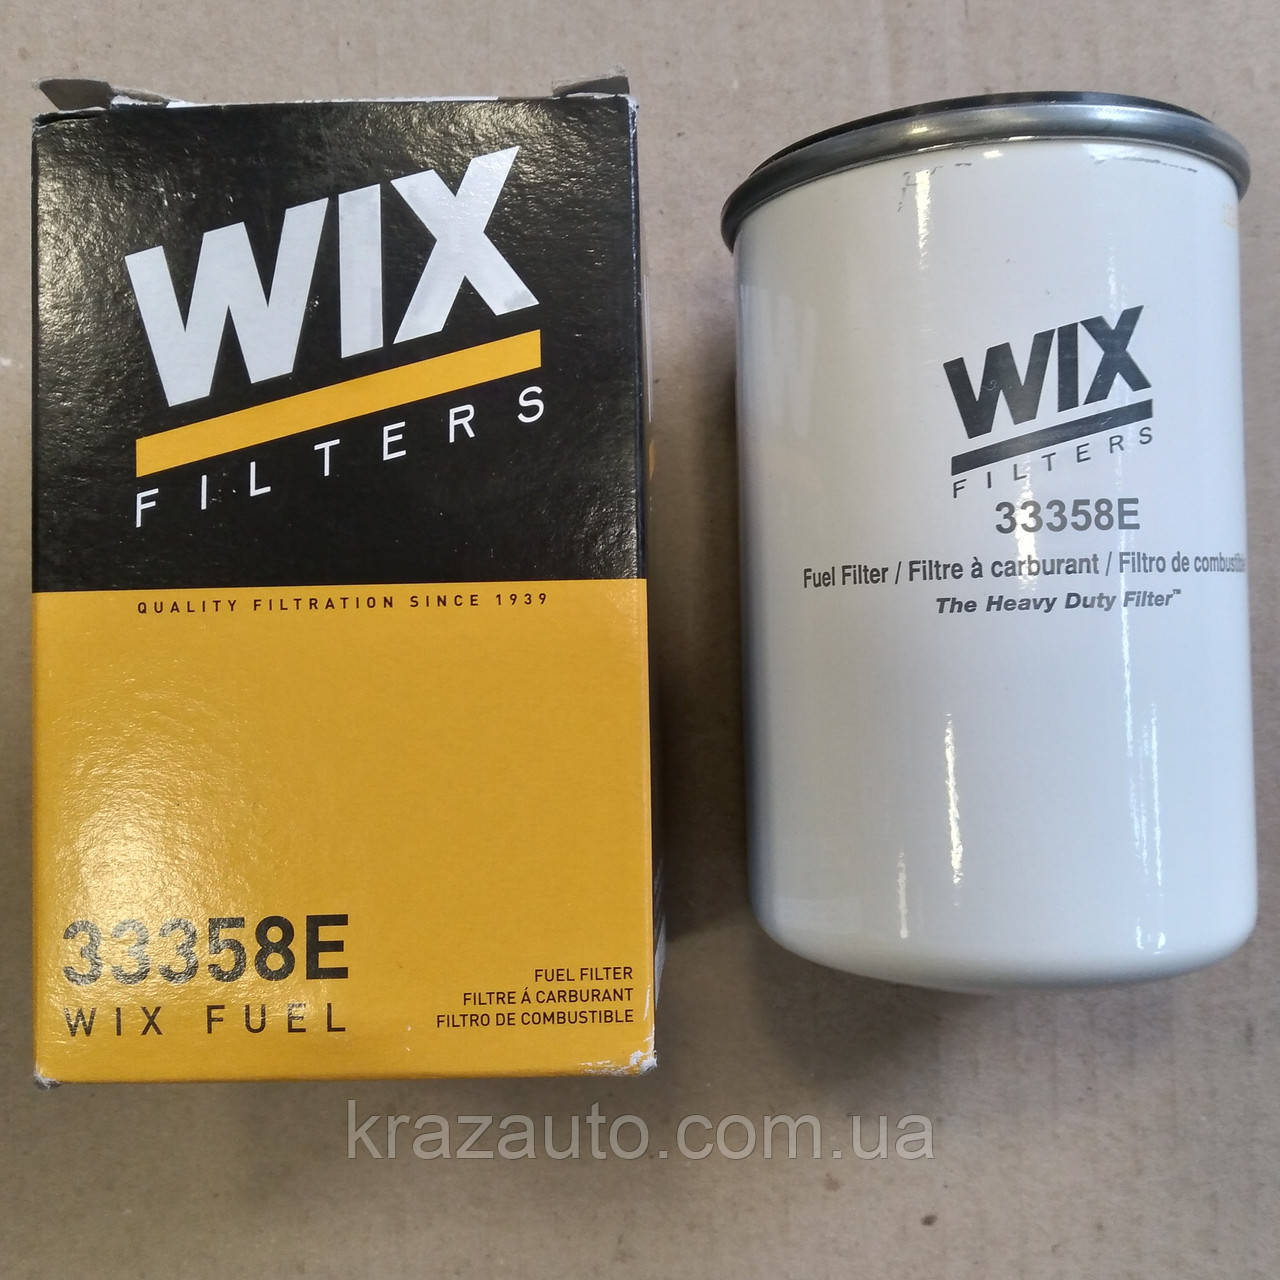 WIX
FILTERS
QUALITY FILTRATION SINCE 1939
33358E
WIX FUEL
FUEL FILTER
FILTRE Á CARBURANT
FILTRO DE COMBUSTIBLE
WIX
FILTERS
33358E
Fuel Filter / Filtre à carburant / Filtro de combustible
The Heavy Duty Filter™
krazauto.com.ua